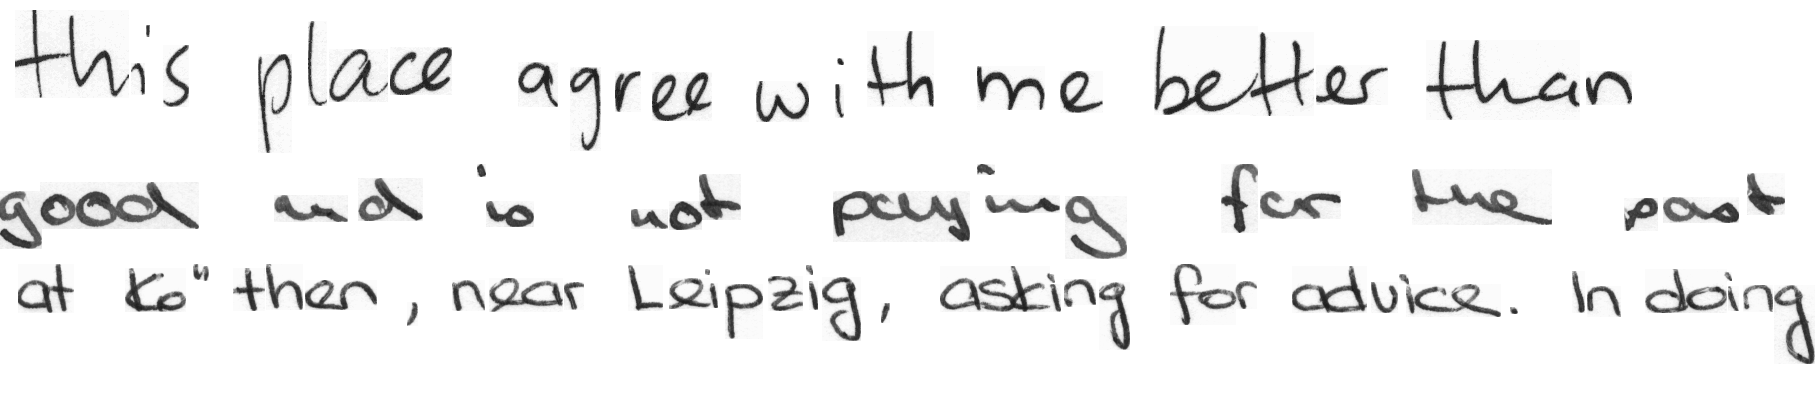 this place agree with me better than
good and is not paying for the past
at Ko" then, near Leipzig, asking for advice. In doing